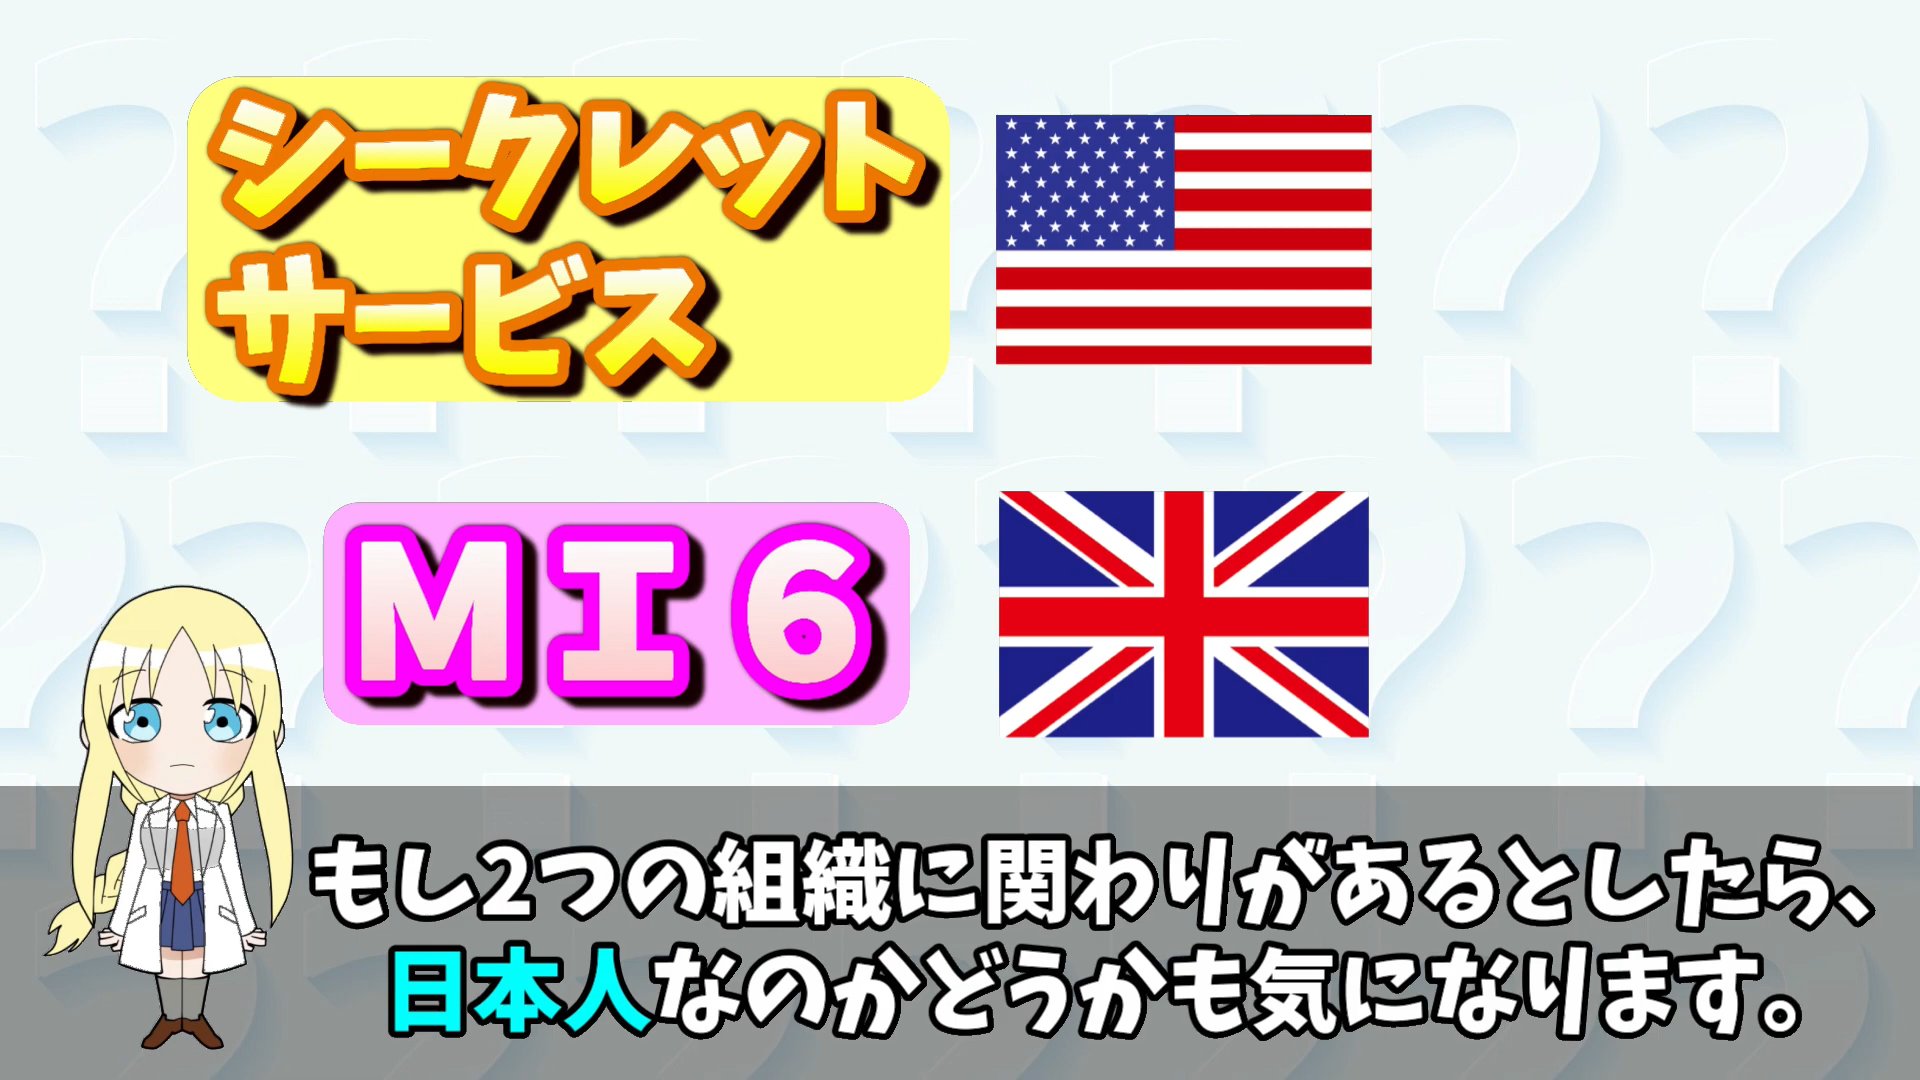 シークレット
サービス
ＭＩ６
もし2つの組織に関わりがあるとしたら、
日本人なのかどうかも気になります。